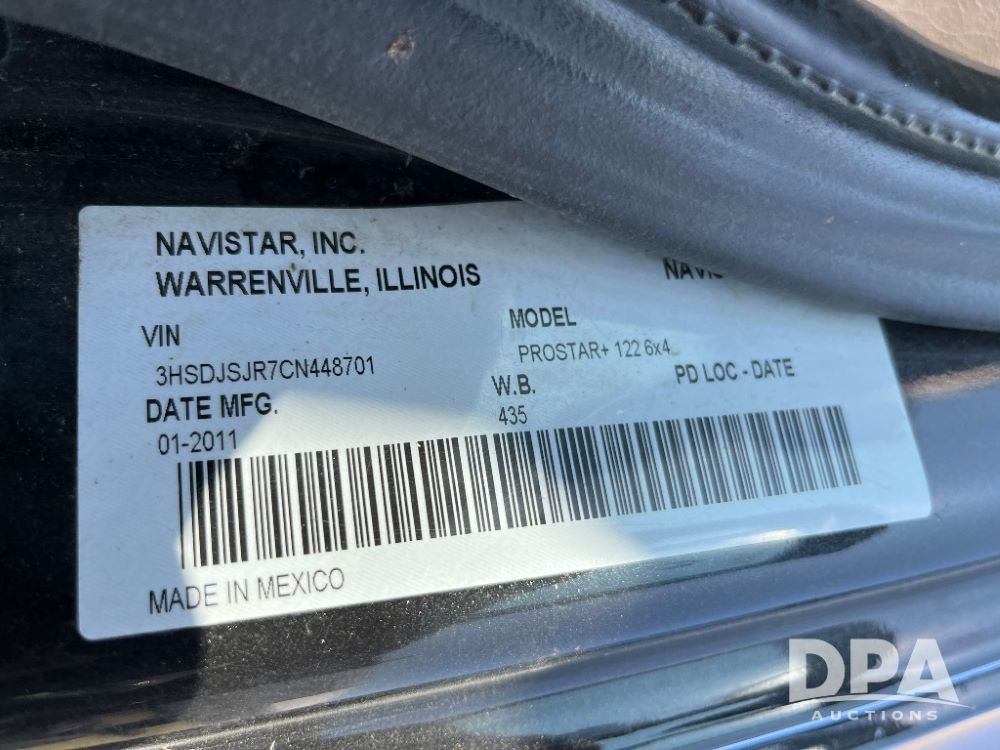 NAVISTAR, INC.
WARRENVILLE, ILLINOIS
VIN
3HSDJSJR7CN448701
DATE MFG.
01-2011
MODEL
PROSTAR+ 122 6x4
W.B.
435
PD LOC - DATE
MADE IN MEXICO
DPA
AUCTIONS